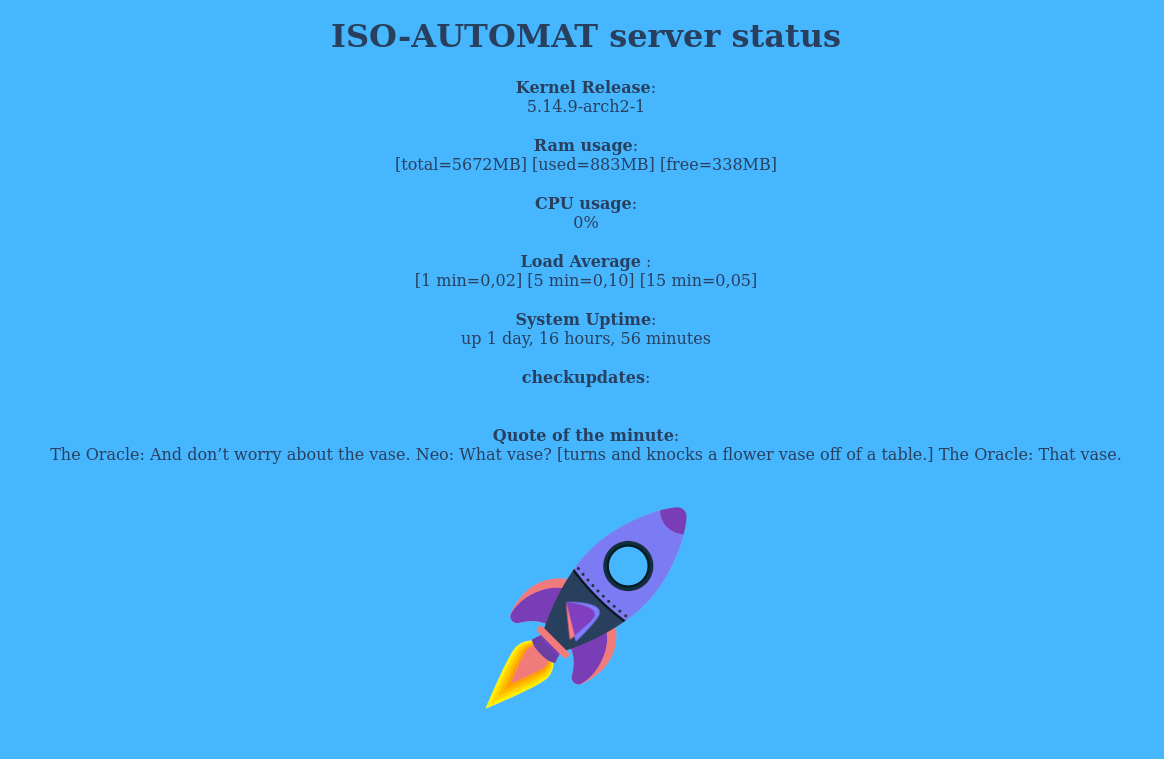 ISO-AUTOMAT server status
Kernel Release:
5.14.9-arch2-1
Ram usage:
[total=5672MB] [used=883MB] [free=338MB]
CPU usage:
0%
Load Average :
[1 min=0,02] [5 min=0,10] [15 min=0,05]
System Uptime:
up 1 day, 16 hours, 56 minutes
checkupdates:
Quote of the minute:
The Oracle: And don’t worry about the vase. Neo: What vase? [turns and knocks a flower vase off of a table.] The Oracle: That vase.